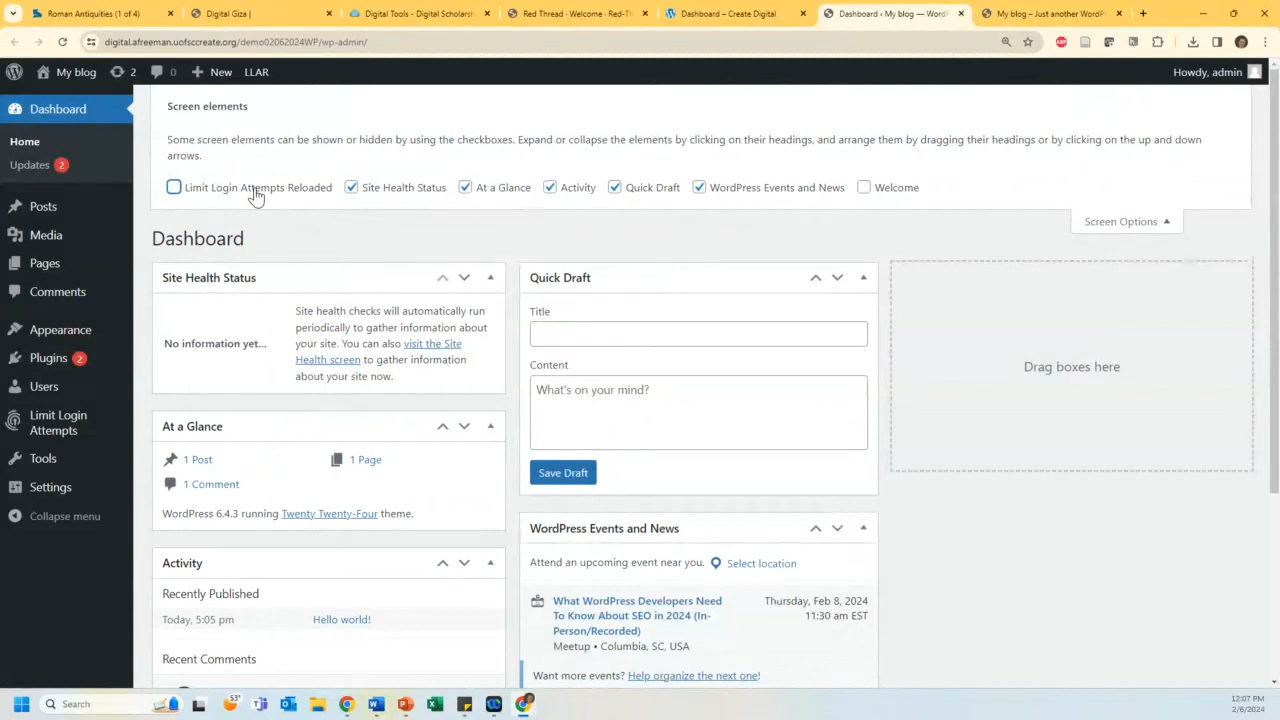 Roman Antiquities (1 of 4)
Digital Giza |
Digital Tools - Digital Scholarsh
Red Thread · Welcome · Red-Th
Dashboard — Create Digital
Dashboard ‹ My blog — WordP
My blog – Just another WordP
digital.afreeman.uofsccreate.org/demo02062024WP/wp-admin/
My blog
2
0
New
LLAR
Howdy, admin
Dashboard
Home
Updates 2
Posts
Media
Pages
Comments
Appearance
Plugins 2
Users
Limit Login
Attempts
Tools
Settings
Collapse menu
Screen elements
Some screen elements can be shown or hidden by using the checkboxes. Expand or collapse the elements by clicking on their headings, and arrange them by dragging their headings or by clicking on the up and down
arrows.
Limit Login Attempts Reloaded
Site Health Status
At a Glance
Activity
Quick Draft
WordPress Events and News
Welcome
Screen Options
Dashboard
Site Health Status
No information yet...
Site health checks will automatically run
periodically to gather information about
your site. You can also visit the Site
Health screen to gather information
about your site now.
At a Glance
1 Post
1 Page
1 Comment
WordPress 6.4.3 running Twenty Twenty-Four theme.
Activity
Recently Published
Today, 5:05 pm
Hello world!
Recent Comments
Quick Draft
Title
Content
What's on your mind?
Save Draft
WordPress Events and News
Attend an upcoming event near you.
Select location
What WordPress Developers Need
To Know About SEO in 2024 (In-
Person/Recorded)
Meetup • Columbia, SC, USA
Thursday, Feb 8, 2024
11:30 am EST
Want more events? Help organize the next one!
Drag boxes here
Search
53°
12:07 PM
2/6/2024